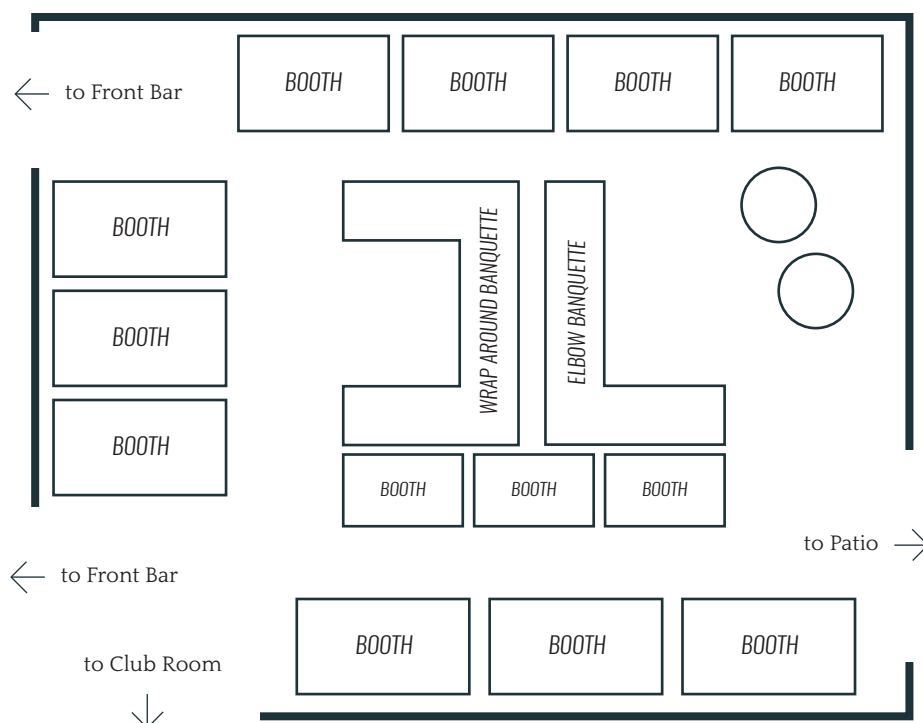 BOOTH
BOOTH
BOOTH
BOOTH
to Front Bar
BOOTH
BOOTH
BOOTH
WRAP AROUND BANQUETTE
ELBOW BANQUETTE
BOOTH
BOOTH
BOOTH
to Patio
to Front Bar
BOOTH
BOOTH
BOOTH
to Club Room